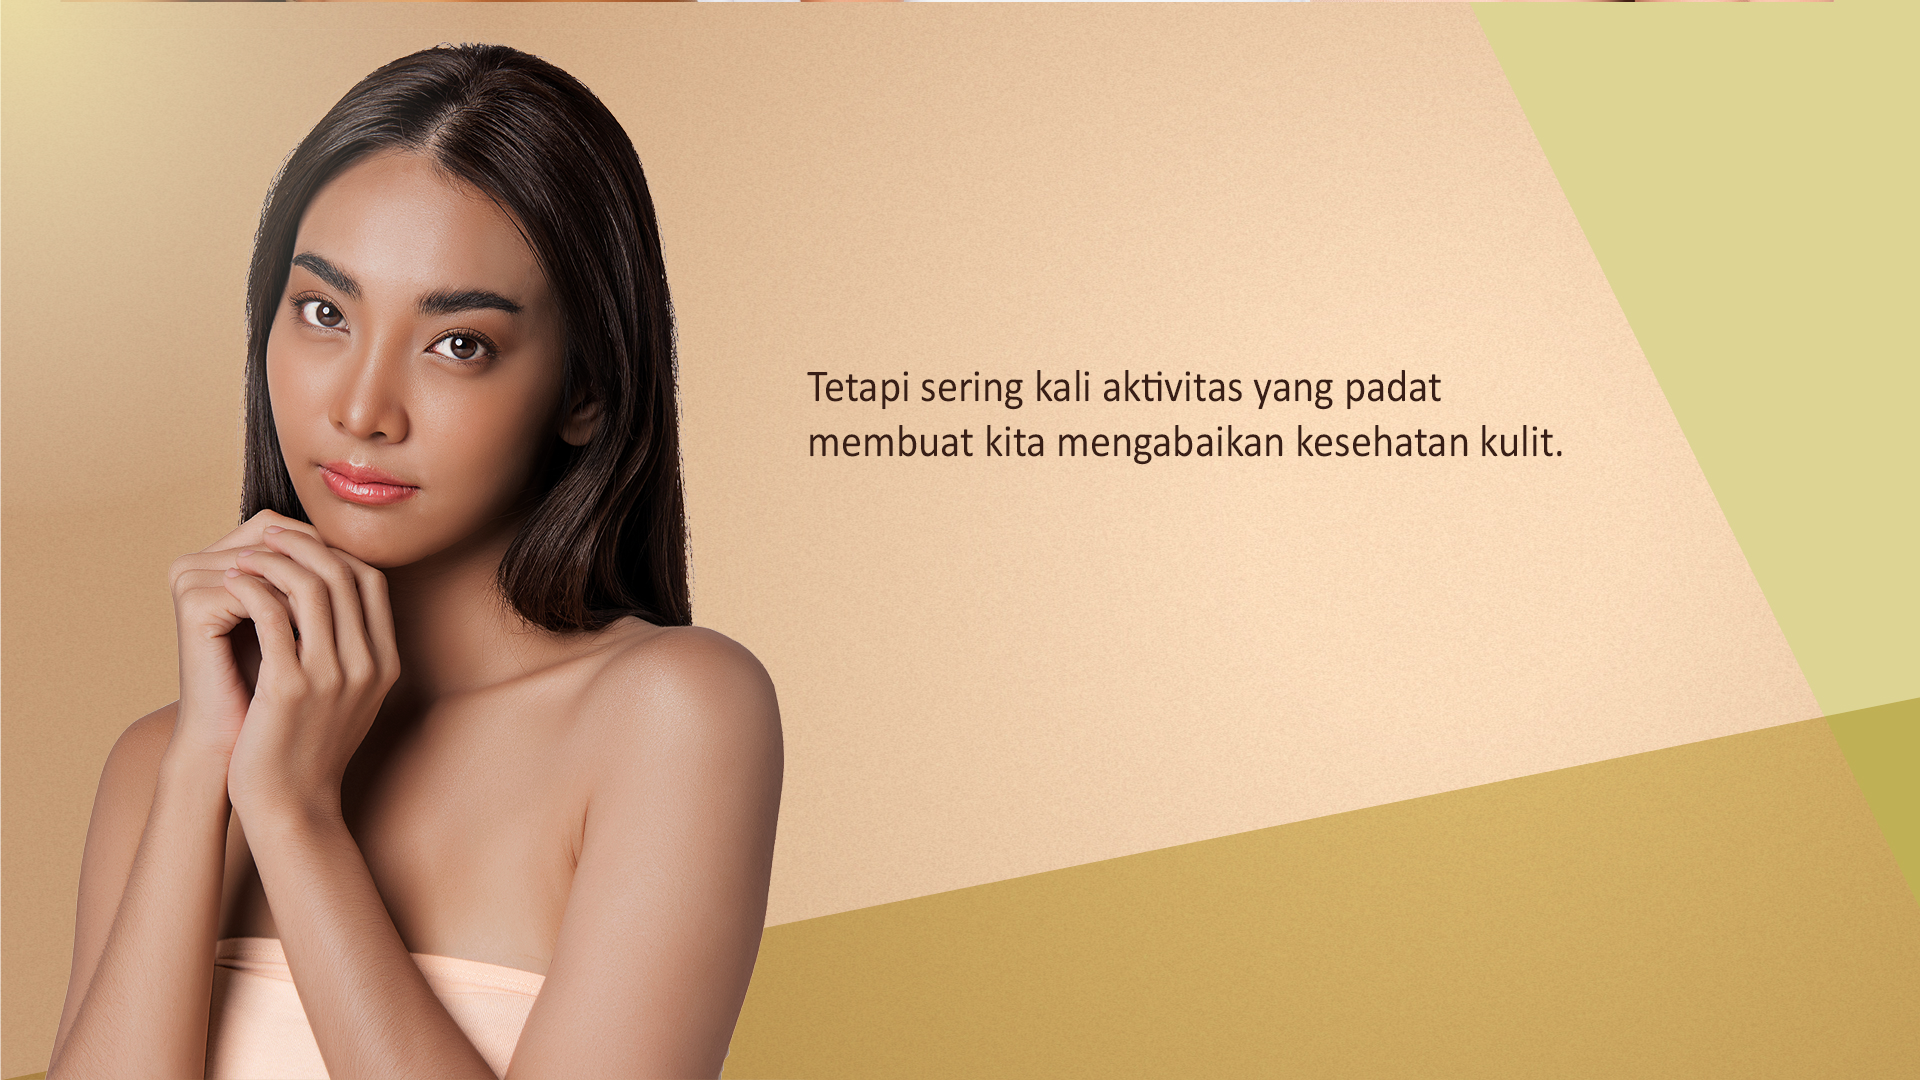 Tetapi sering kali aktivitas yang padat
membuat kita mengabaikan kesehatan kulit.